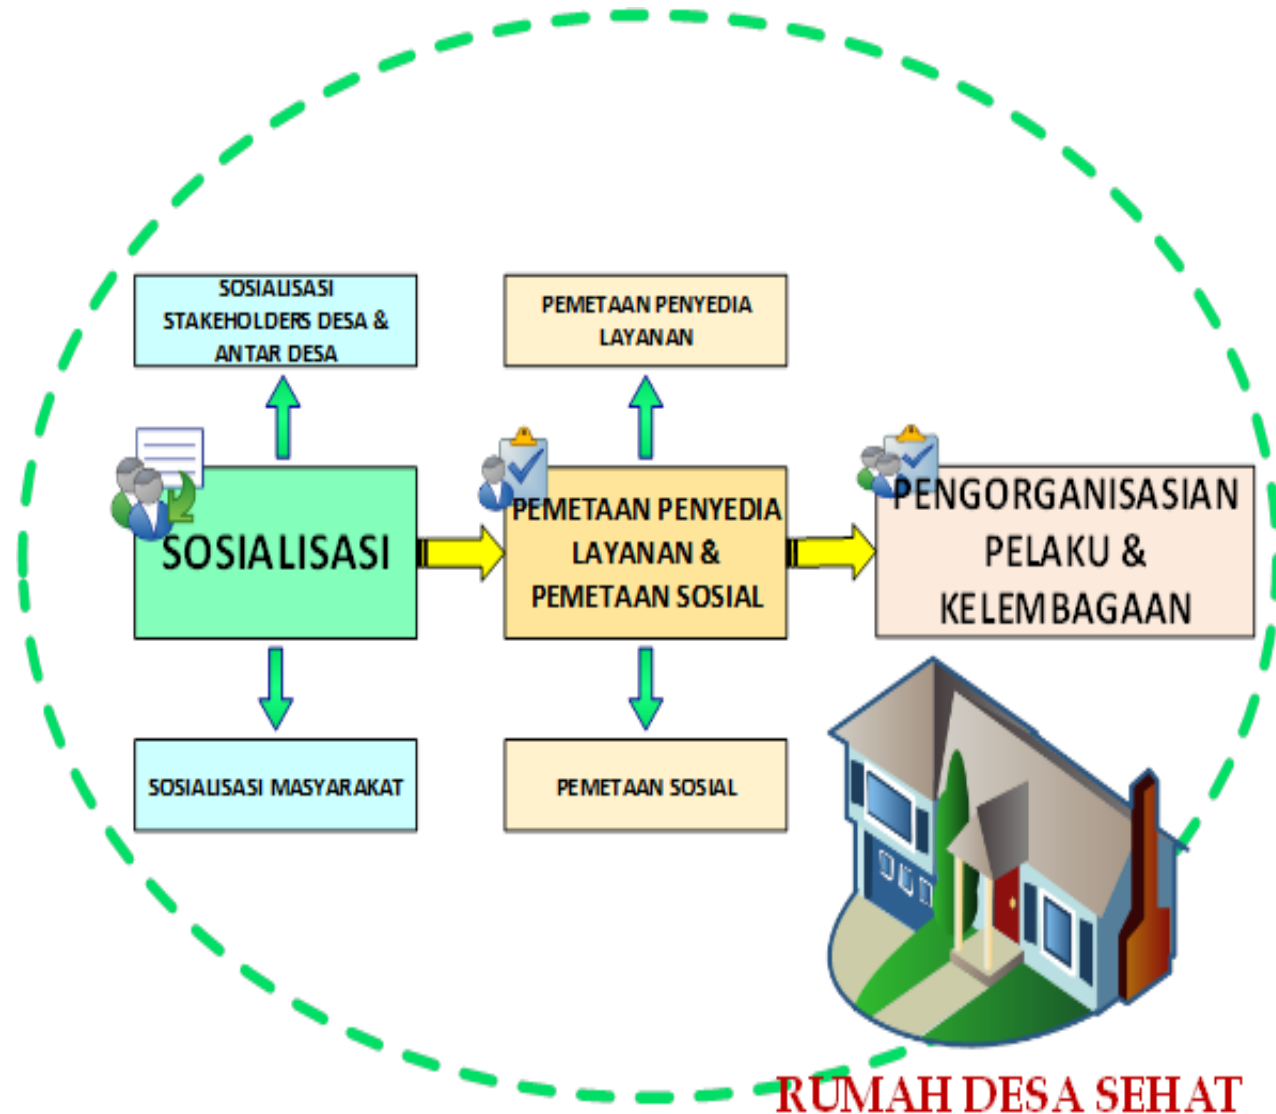 SOSIALISASI
STAKEHOLDERS DESA &
ANTAR DESA
PEMETAAN PENYEDIA
LAYANAN
SOSIALISASI
PEMETAAN PENYEDIA
LAYANAN &
PEMETAAN SOSIAL
PENGORGANISASIAN
PELAKU &
KELEMBAGAAN
SOSIALISASI MASYARAKAT
PEMETAAN SOSIAL
RUMAH DESA SEHAT